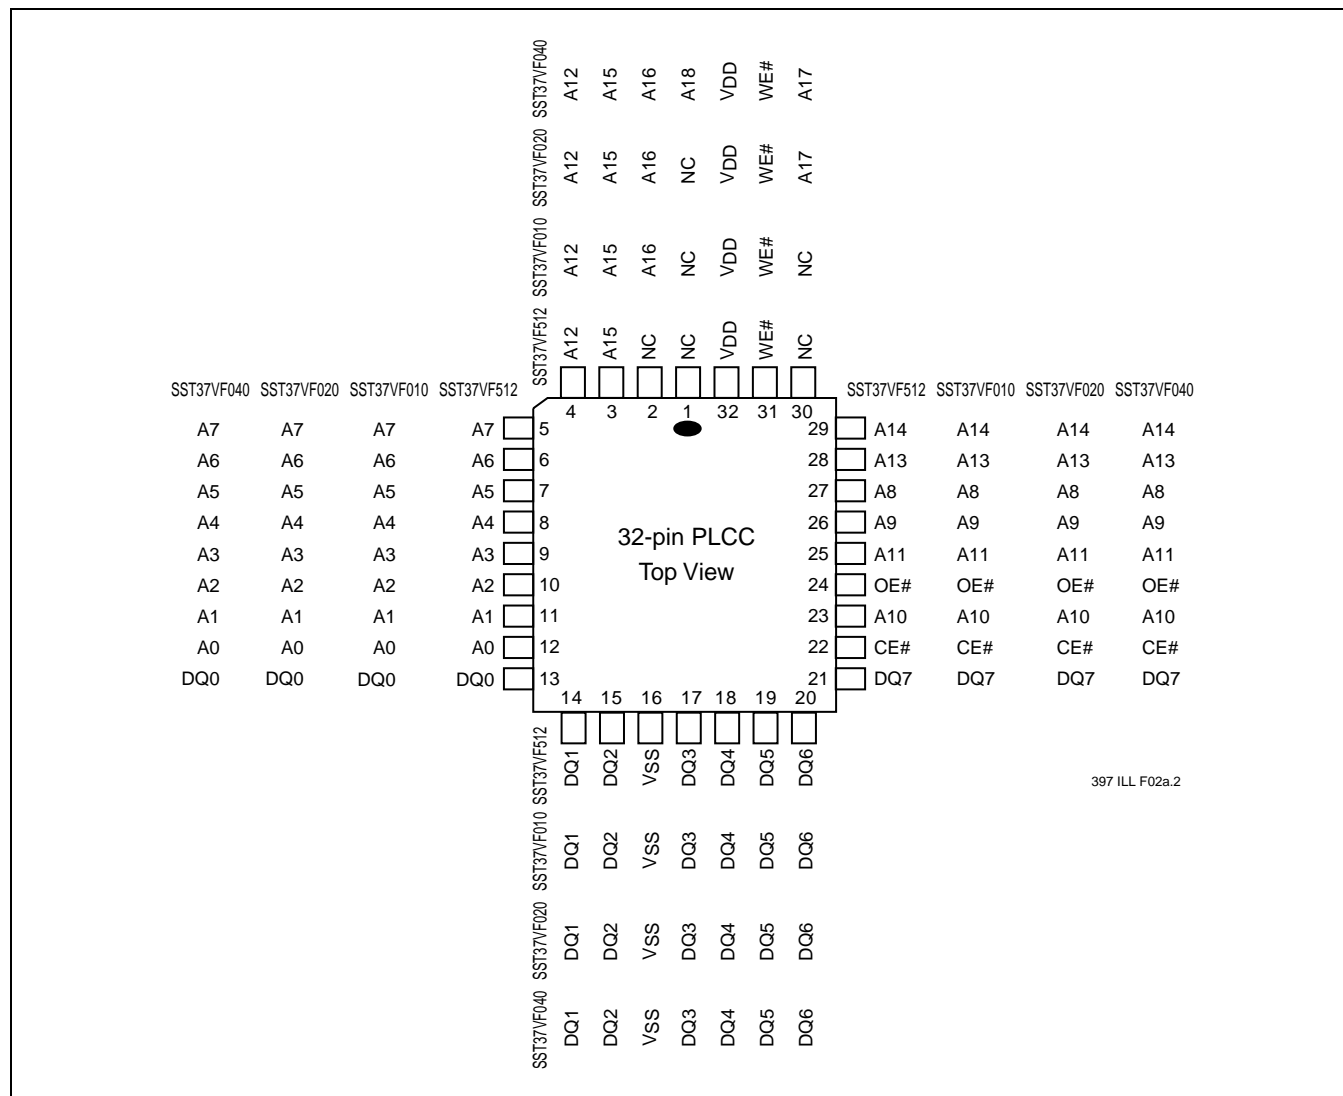 SST37VF040 A12 A15 A16 A18 VDD WE# A17
SST37VF020 A12 A15 A16 NC VDD WE# A17
SST37VF010 A12 A15 A16 NC VDD WE# NC
SST37VF512 A12 A15 NC NC VDD WE# NC
SST37VF040 SST37VF020 SST37VF010 SST37VF512 SST37VF512 SST37VF010 SST37VF020 SST37VF040
4 3 2 1 32 31 30
A7 A7 A7 A7 5 29 A14 A14 A14 A14
A6 A6 A6 A6 6 28 A13 A13 A13 A13
A5 A5 A5 A5 7 27 A8 A8 A8 A8
A4 A4 A4 A4 8 26 A9 A9 A9 A9
32-pin PLCC
A3 A3 A3 A3 9 25 A11 A11 A11 A11
Top View
A2 A2 A2 A2 10 24 OE# OE# OE# OE#
A1 A1 A1 A1 11 23 A10 A10 A10 A10
A0 A0 A0 A0 12 22 CE# CE# CE# CE#
DQ0 DQ0 DQ0 DQ0 13 21 DQ7 DQ7 DQ7 DQ7
14 15 16 17 18 19 20
SST37VF512 DQ1 DQ2 VSS DQ3 DQ4 DQ5 DQ6
397 ILL F02a.2
SST37VF010 DQ1 DQ2 VSS DQ3 DQ4 DQ5 DQ6
SST37VF020 DQ1 DQ2 VSS DQ3 DQ4 DQ5 DQ6
SST37VF040 DQ1 DQ2 VSS DQ3 DQ4 DQ5 DQ6